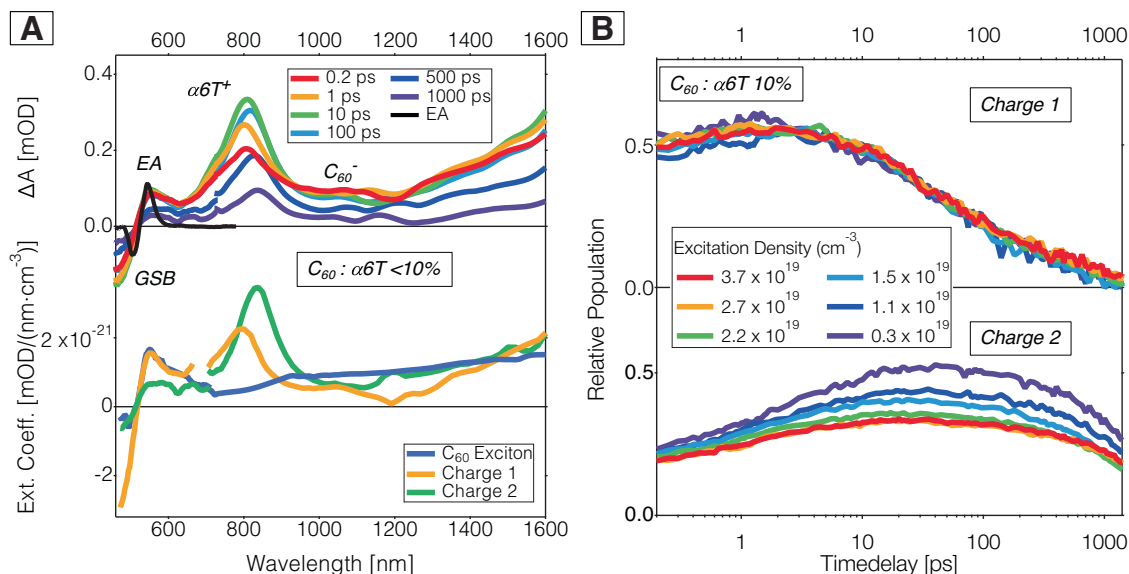 A
600 800 1000 1200 1400 1600
0.4
0.2
0.0
ΔA [mOD]
α6T+
EA
GSB
C60-
0.2 ps
1 ps
10 ps
100 ps
500 ps
1000 ps
EA
C60 : α6T <10%
2 x10-21
0
-2
Ext. Coeff. [mOD/(nm·cm-3)]
C60 Exciton
Charge 1
Charge 2
600 800 1000 1200 1400 1600
Wavelength [nm]
B
1 10 100 1000
C60 : α6T 10%
Charge 1
0.5
0.0
Relative Population
Excitation Density (cm-3)
3.7 x 1019
2.7 x 1019
2.2 x 1019
1.5 x 1019
1.1 x 1019
0.3 x 1019
Charge 2
0.5
0.0
1 10 100 1000
Timedelay [ps]